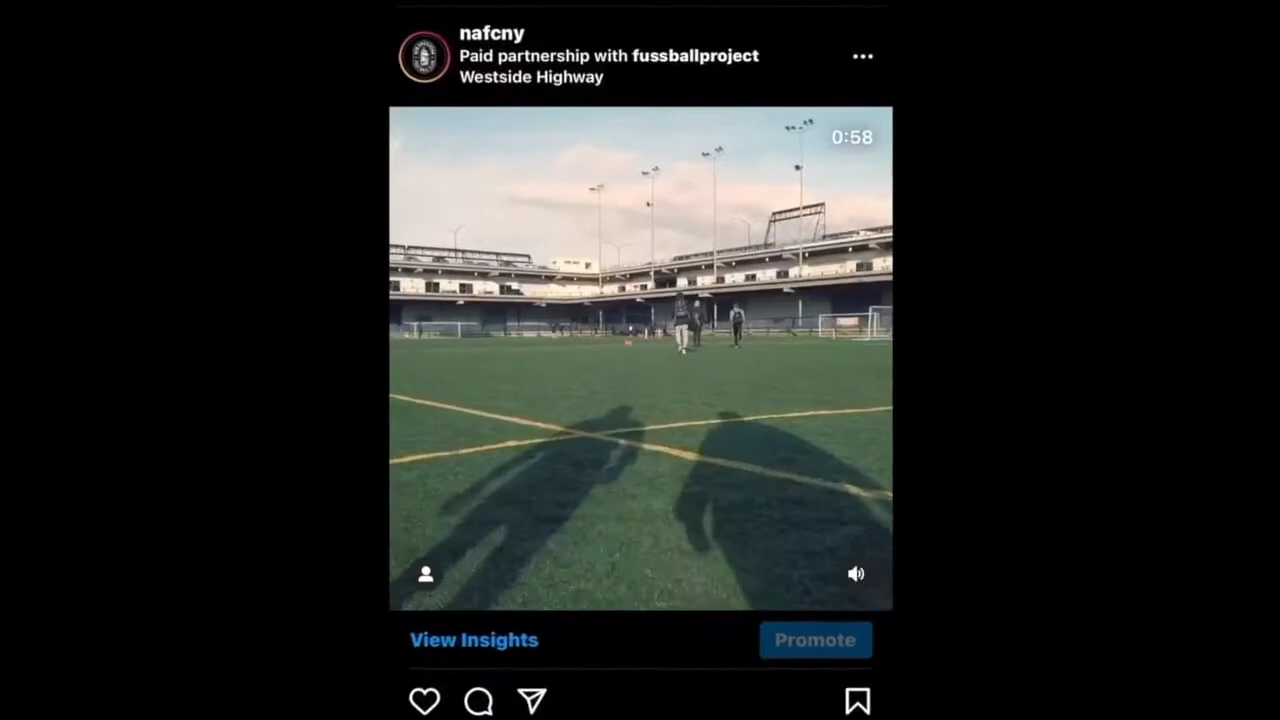 nafcny
Paid partnership with fussballproject
Westside Highway
0:58
View Insights
Promote